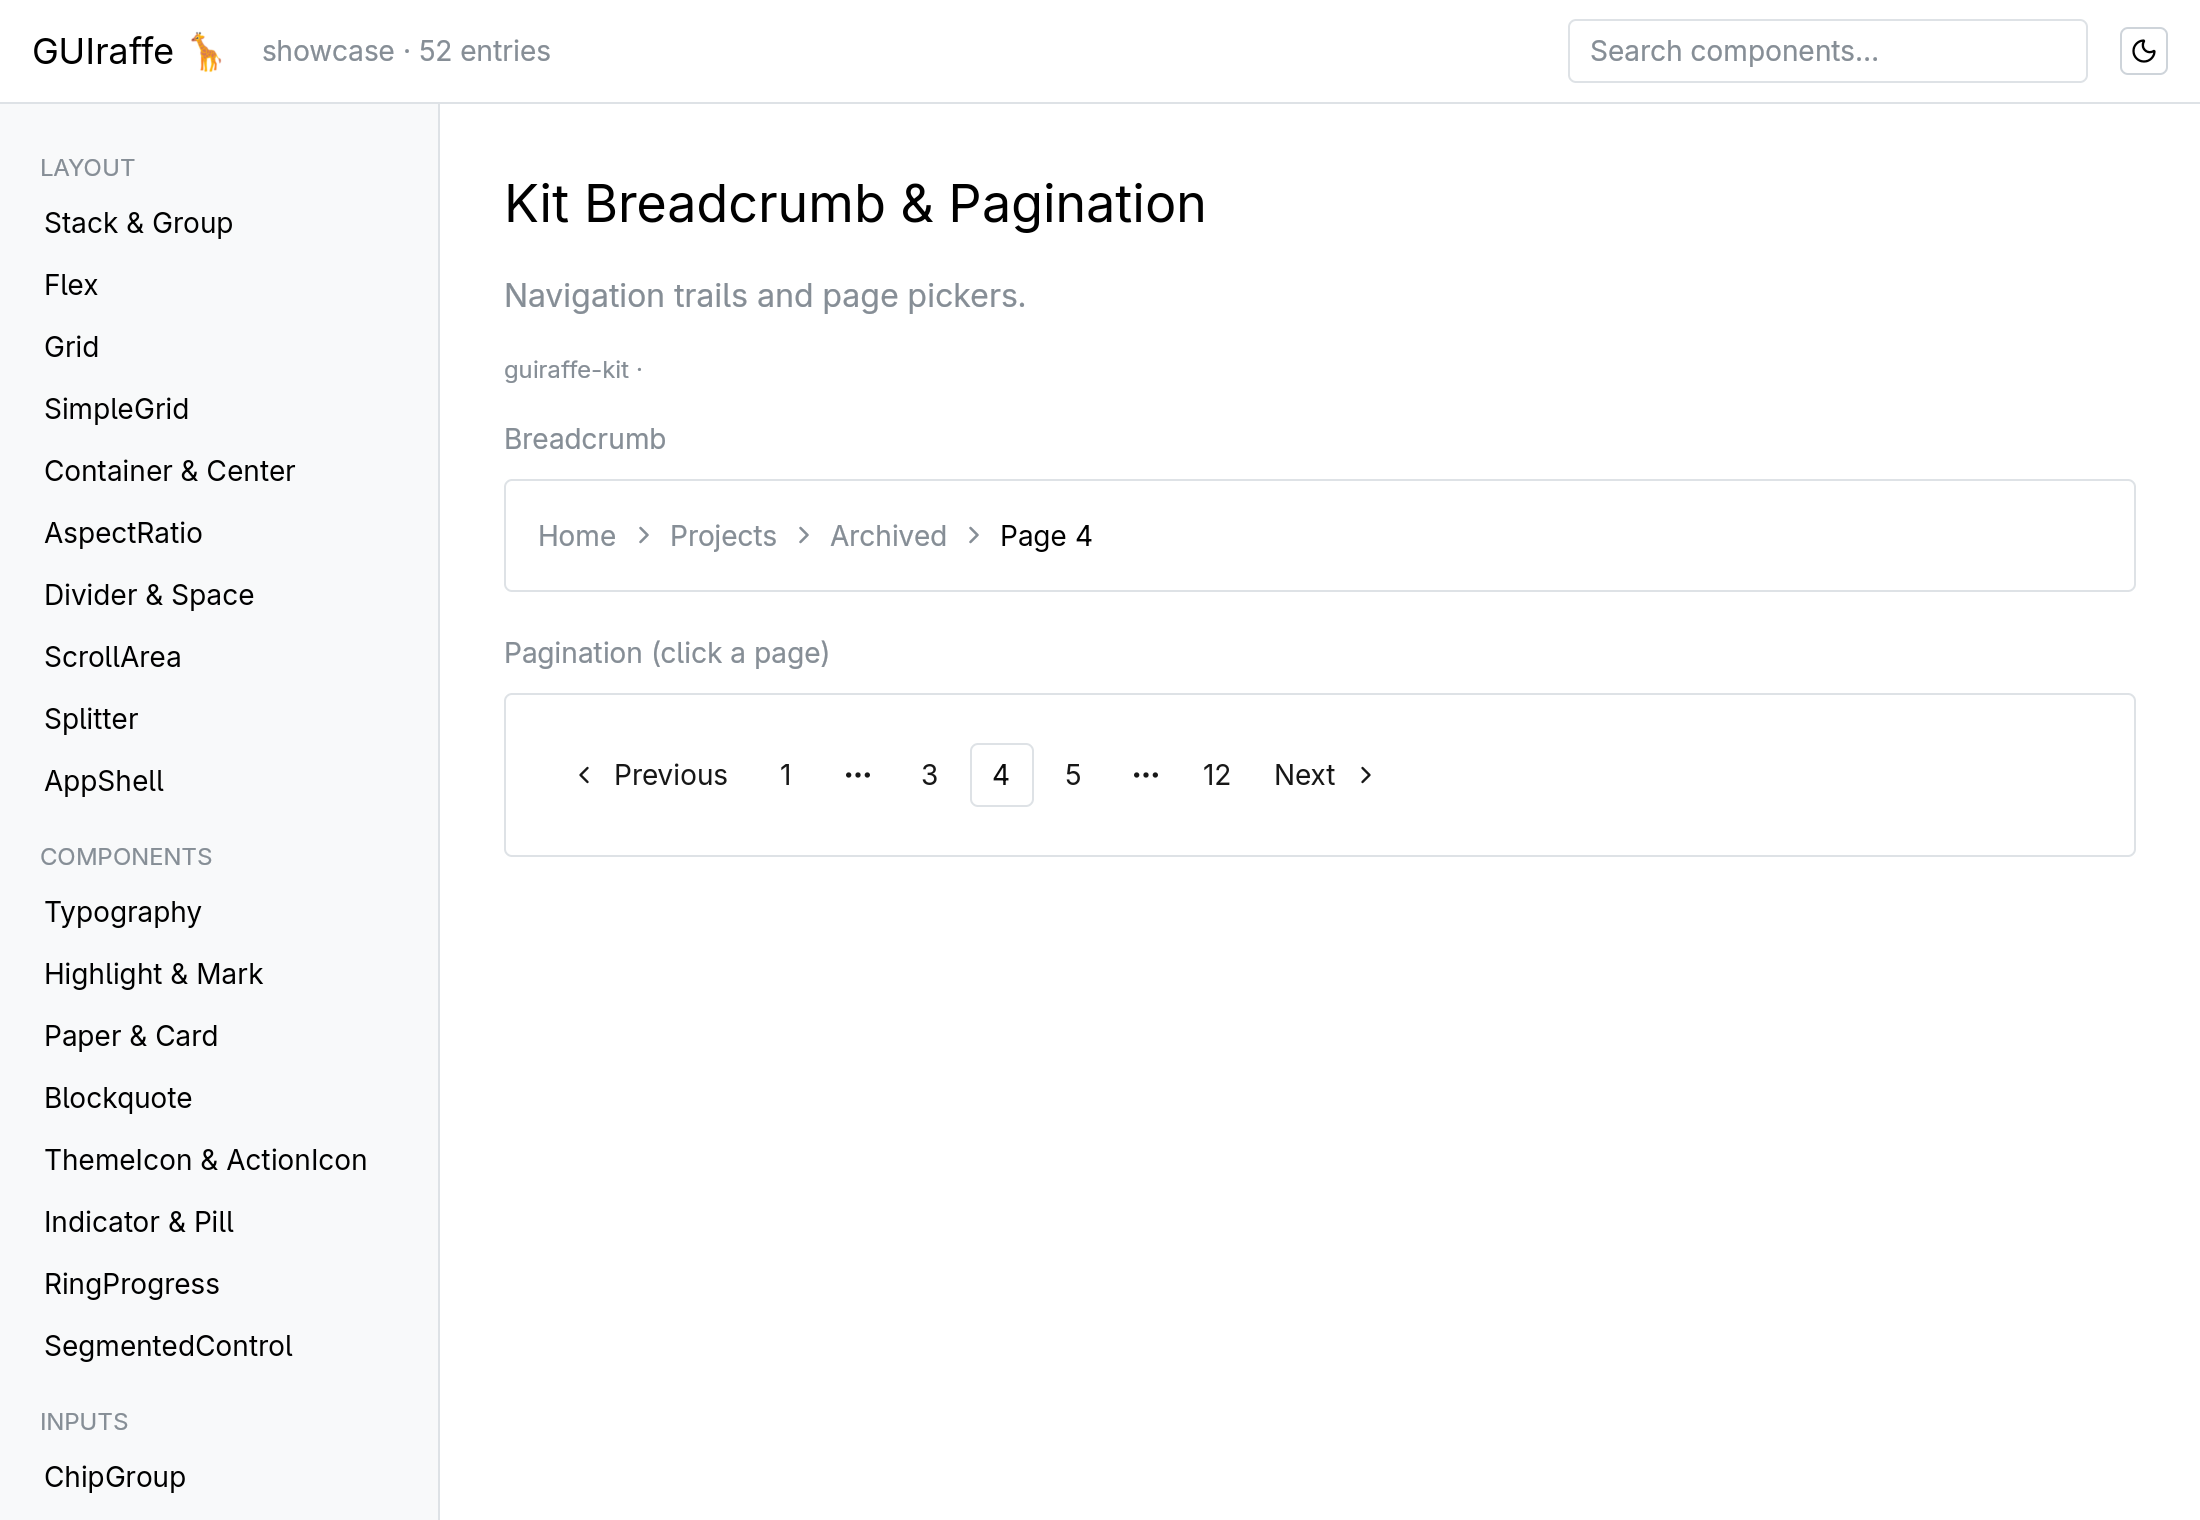 GUIraffe 🦒 showcase · 52 entries Search components...
LAYOUT
Stack & Group
Flex
Grid
SimpleGrid
Container & Center
AspectRatio
Divider & Space
ScrollArea
Splitter
AppShell
COMPONENTS
Typography
Highlight & Mark
Paper & Card
Blockquote
ThemeIcon & ActionIcon
Indicator & Pill
RingProgress
SegmentedControl
INPUTS
ChipGroup
Kit Breadcrumb & Pagination
Navigation trails and page pickers.
guiraffe-kit ·
Breadcrumb
Home Projects Archived Page 4
Pagination (click a page)
Previous 1 ••• 3 4 5 ••• 12 Next